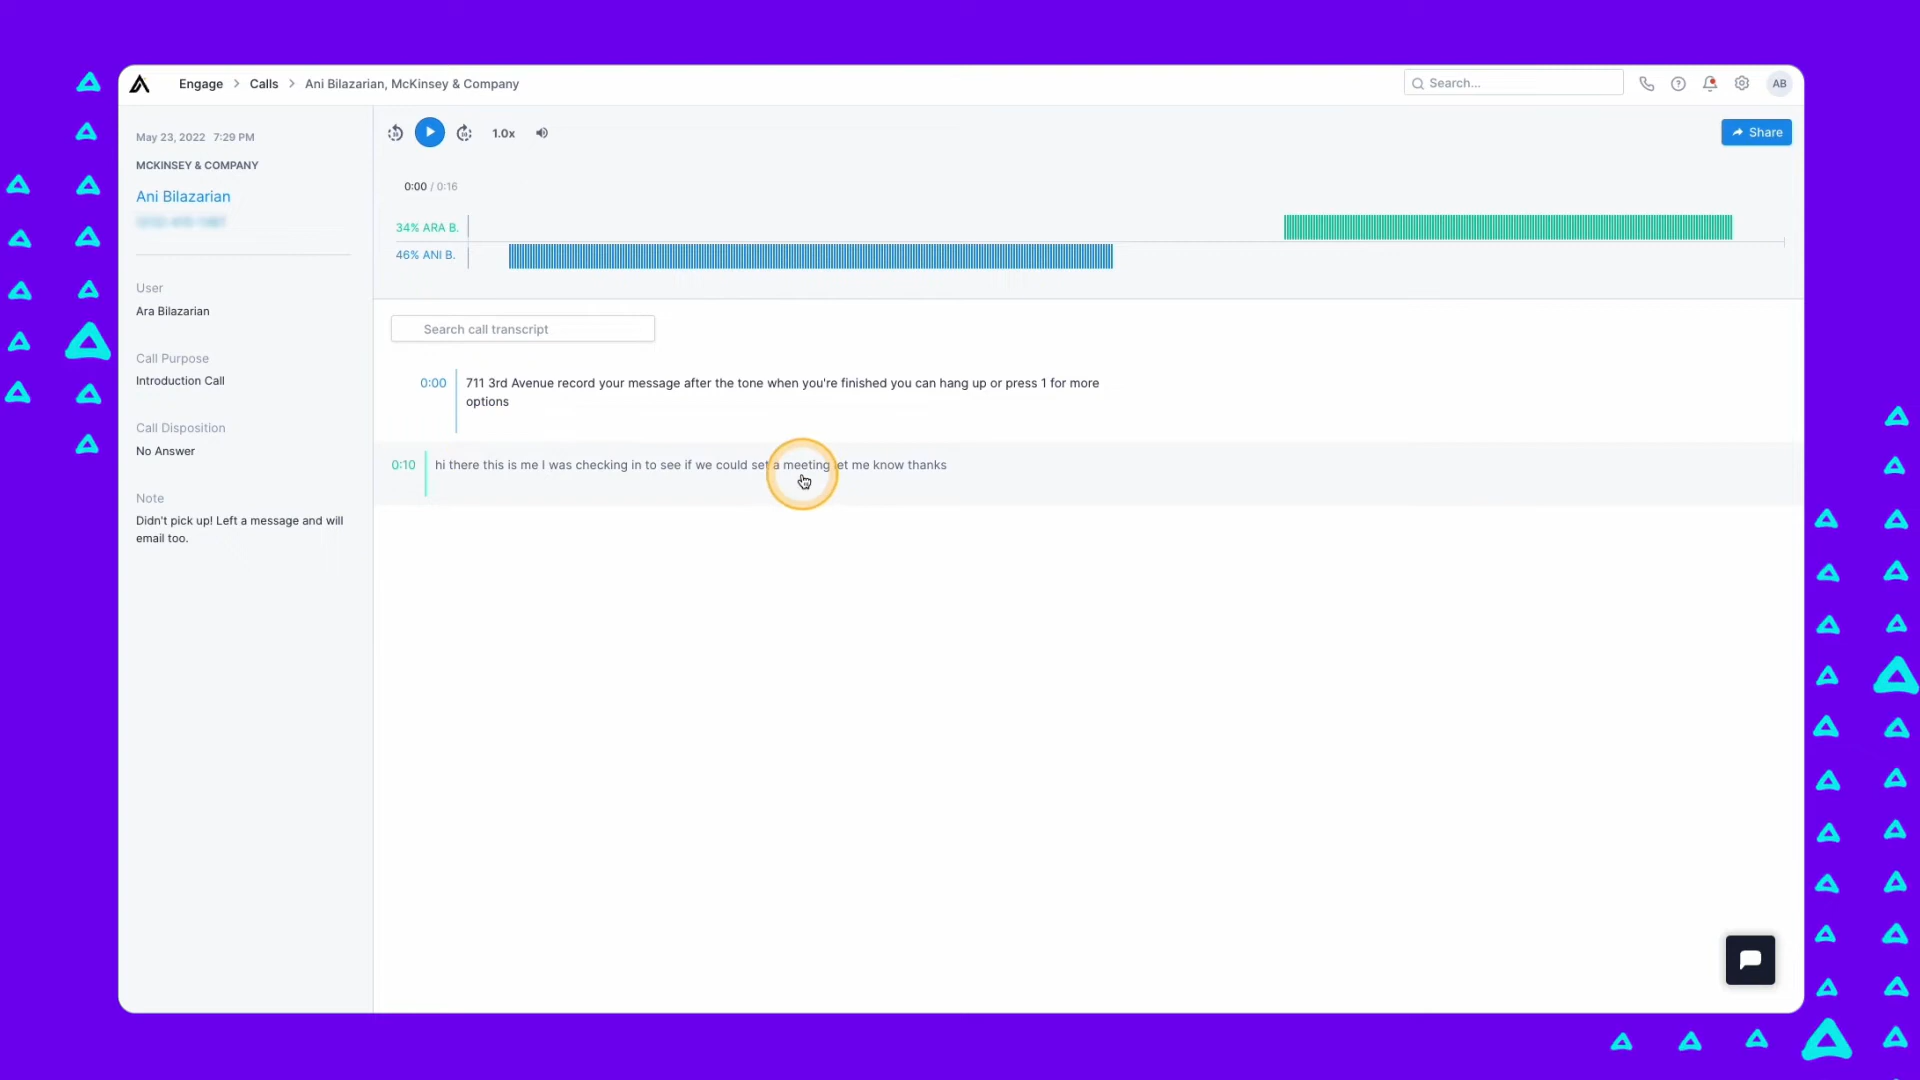 Engage > Calls > Ani Bilazarian, McKinsey & Company
Search...
AB
May 23, 2022 7:29 PM
MCKINSEY & COMPANY
Ani Bilazarian
User
Ara Bilazarian
Call Purpose
Introduction Call
Call Disposition
No Answer
Note
Didn't pick up! Left a message and will
email too.
1.0x
Share
0:00 / 0:16
34% ARA B.
46% ANI B.
Search call transcript
0:00 711 3rd Avenue record your message after the tone when you're finished you can hang up or press 1 for more
options
0:10 hi there this is me I was checking in to see if we could set a meeting let me know thanks